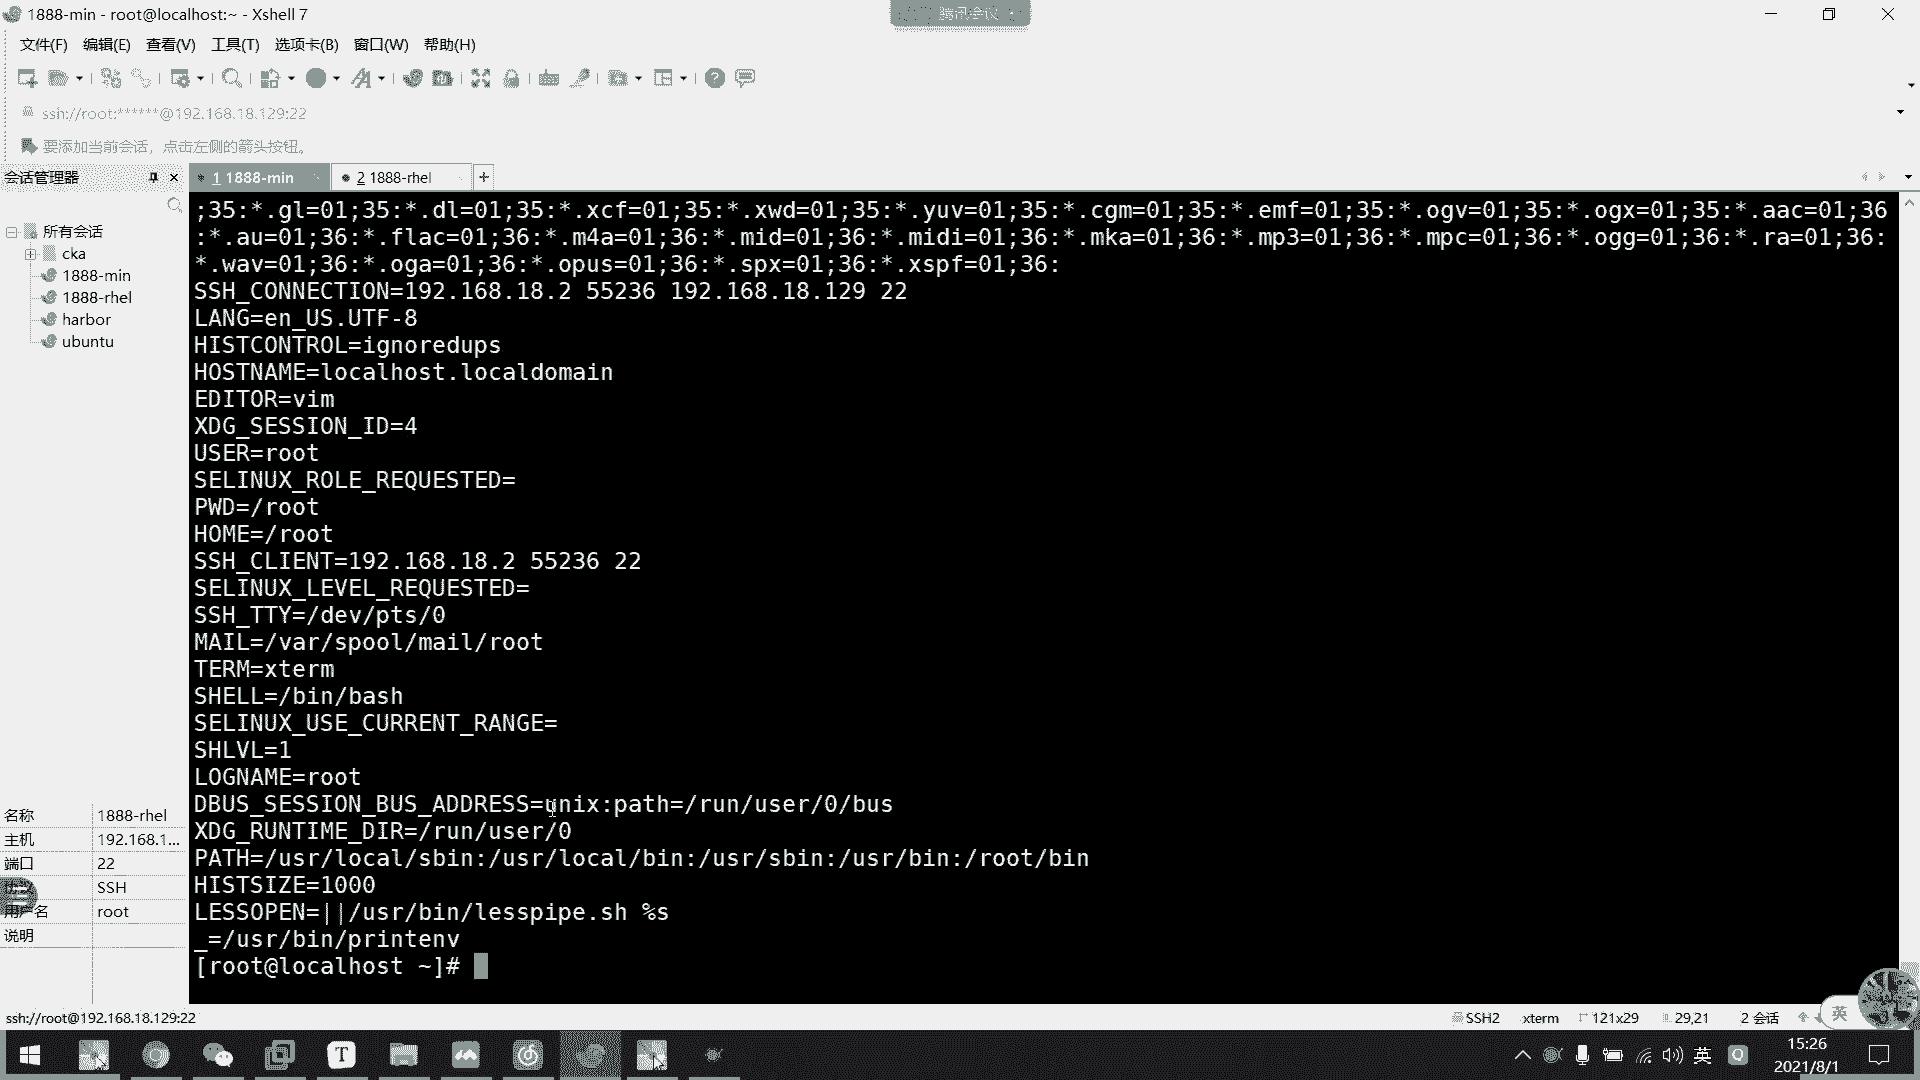 1888-min - root@localhost:~ - Xshell 7
腾讯会议
文件(F) 编辑(E) 查看(V) 工具(T) 选项卡(B) 窗口(W) 帮助(H)
ssh://root:******@192.168.18.129:22
要添加当前会话，点击左侧的箭头按钮。
会话管理器
1 1888-min
2 1888-rhel
+
所有会话
cka
1888-min
1888-rhel
harbor
ubuntu
;35:*.gl=01;35:*.dl=01;35:*.xcf=01;35:*.xwd=01;35:*.yuv=01;35:*.cgm=01;35:*.emf=01;35:*.ogv=01;35:*.ogx=01;35:*.aac=01;36
:*.au=01;36:*.flac=01;36:*.m4a=01;36:*.mid=01;36:*.midi=01;36:*.mka=01;36:*.mp3=01;36:*.mpc=01;36:*.ogg=01;36:*.ra=01;36:
*.wav=01;36:*.oga=01;36:*.opus=01;36:*.spx=01;36:*.xspf=01;36:
SSH_CONNECTION=192.168.18.2 55236 192.168.18.129 22
LANG=en_US.UTF-8
HISTCONTROL=ignoredups
HOSTNAME=localhost.localdomain
EDITOR=vim
XDG_SESSION_ID=4
USER=root
SELINUX_ROLE_REQUESTED=
PWD=/root
HOME=/root
SSH_CLIENT=192.168.18.2 55236 22
SELINUX_LEVEL_REQUESTED=
SSH_TTY=/dev/pts/0
MAIL=/var/spool/mail/root
TERM=xterm
SHELL=/bin/bash
SELINUX_USE_CURRENT_RANGE=
SHLVL=1
LOGNAME=root
DBUS_SESSION_BUS_ADDRESS=unix:path=/run/user/0/bus
XDG_RUNTIME_DIR=/run/user/0
PATH=/usr/local/sbin:/usr/local/bin:/usr/sbin:/usr/bin:/root/bin
HISTSIZE=1000
LESSOPEN=||/usr/bin/lesspipe.sh %s
_=/usr/bin/printenv
[root@localhost ~]#
名称 1888-rhel
主机 192.168.1...
端口 22
SSH
用户名 root
说明
ssh://root@192.168.18.129:22
SSH2 xterm 121x29 29,21 2 会话
英
英
15:26
2021/8/1